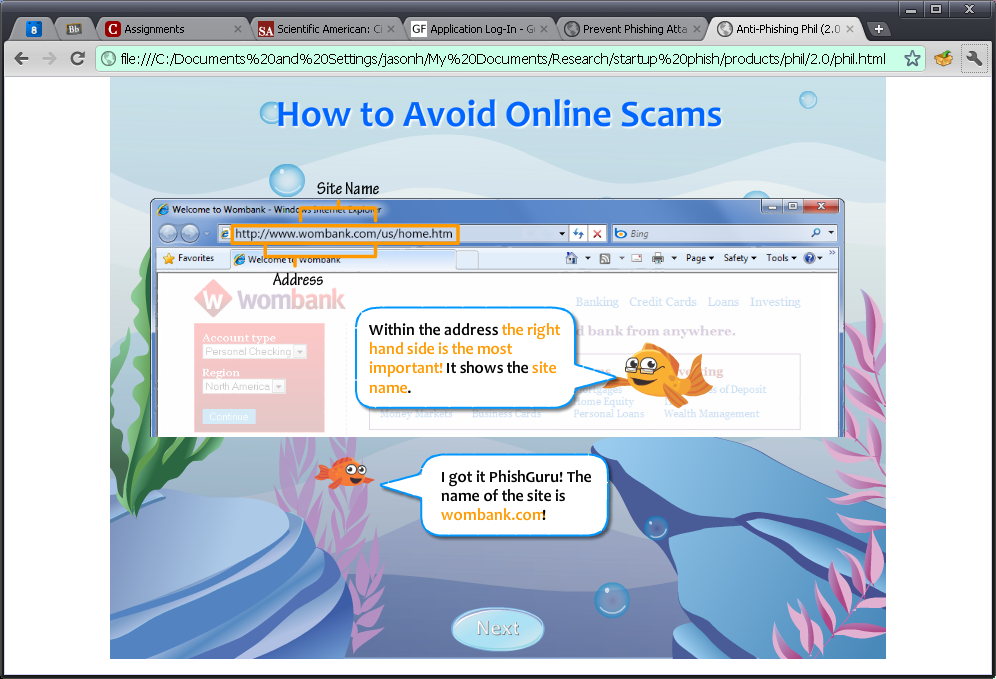 8
Bb
Assignments
Scientific American: Ci
Application Log-In - G
Prevent Phishing Atta
Anti-Phishing Phil (2.0
file:///C:/Documents%20and%20Settings/jasonh/My%20Documents/Research/startup%20phish/products/phil/2.0/phil.html
How to Avoid Online Scams
Site Name
Welcome to Wombank - Windows Internet Explorer
http://www.wombank.com/us/home.htm
Bing
Favorites
Welcome to Wombank
Page
Safety
Tools
Address
wombank
Banking Credit Cards Loans Investing
d bank from anywhere.
Account type
Personal Checking
Region
North America
Continue
Within the address the right
hand side is the most
important! It shows the site
name.
Mortgages
s of Deposit
Home Equity
Money Markets Business Cards Personal Loans Wealth Management
I got it PhishGuru! The
name of the site is
wombank.com!
Next